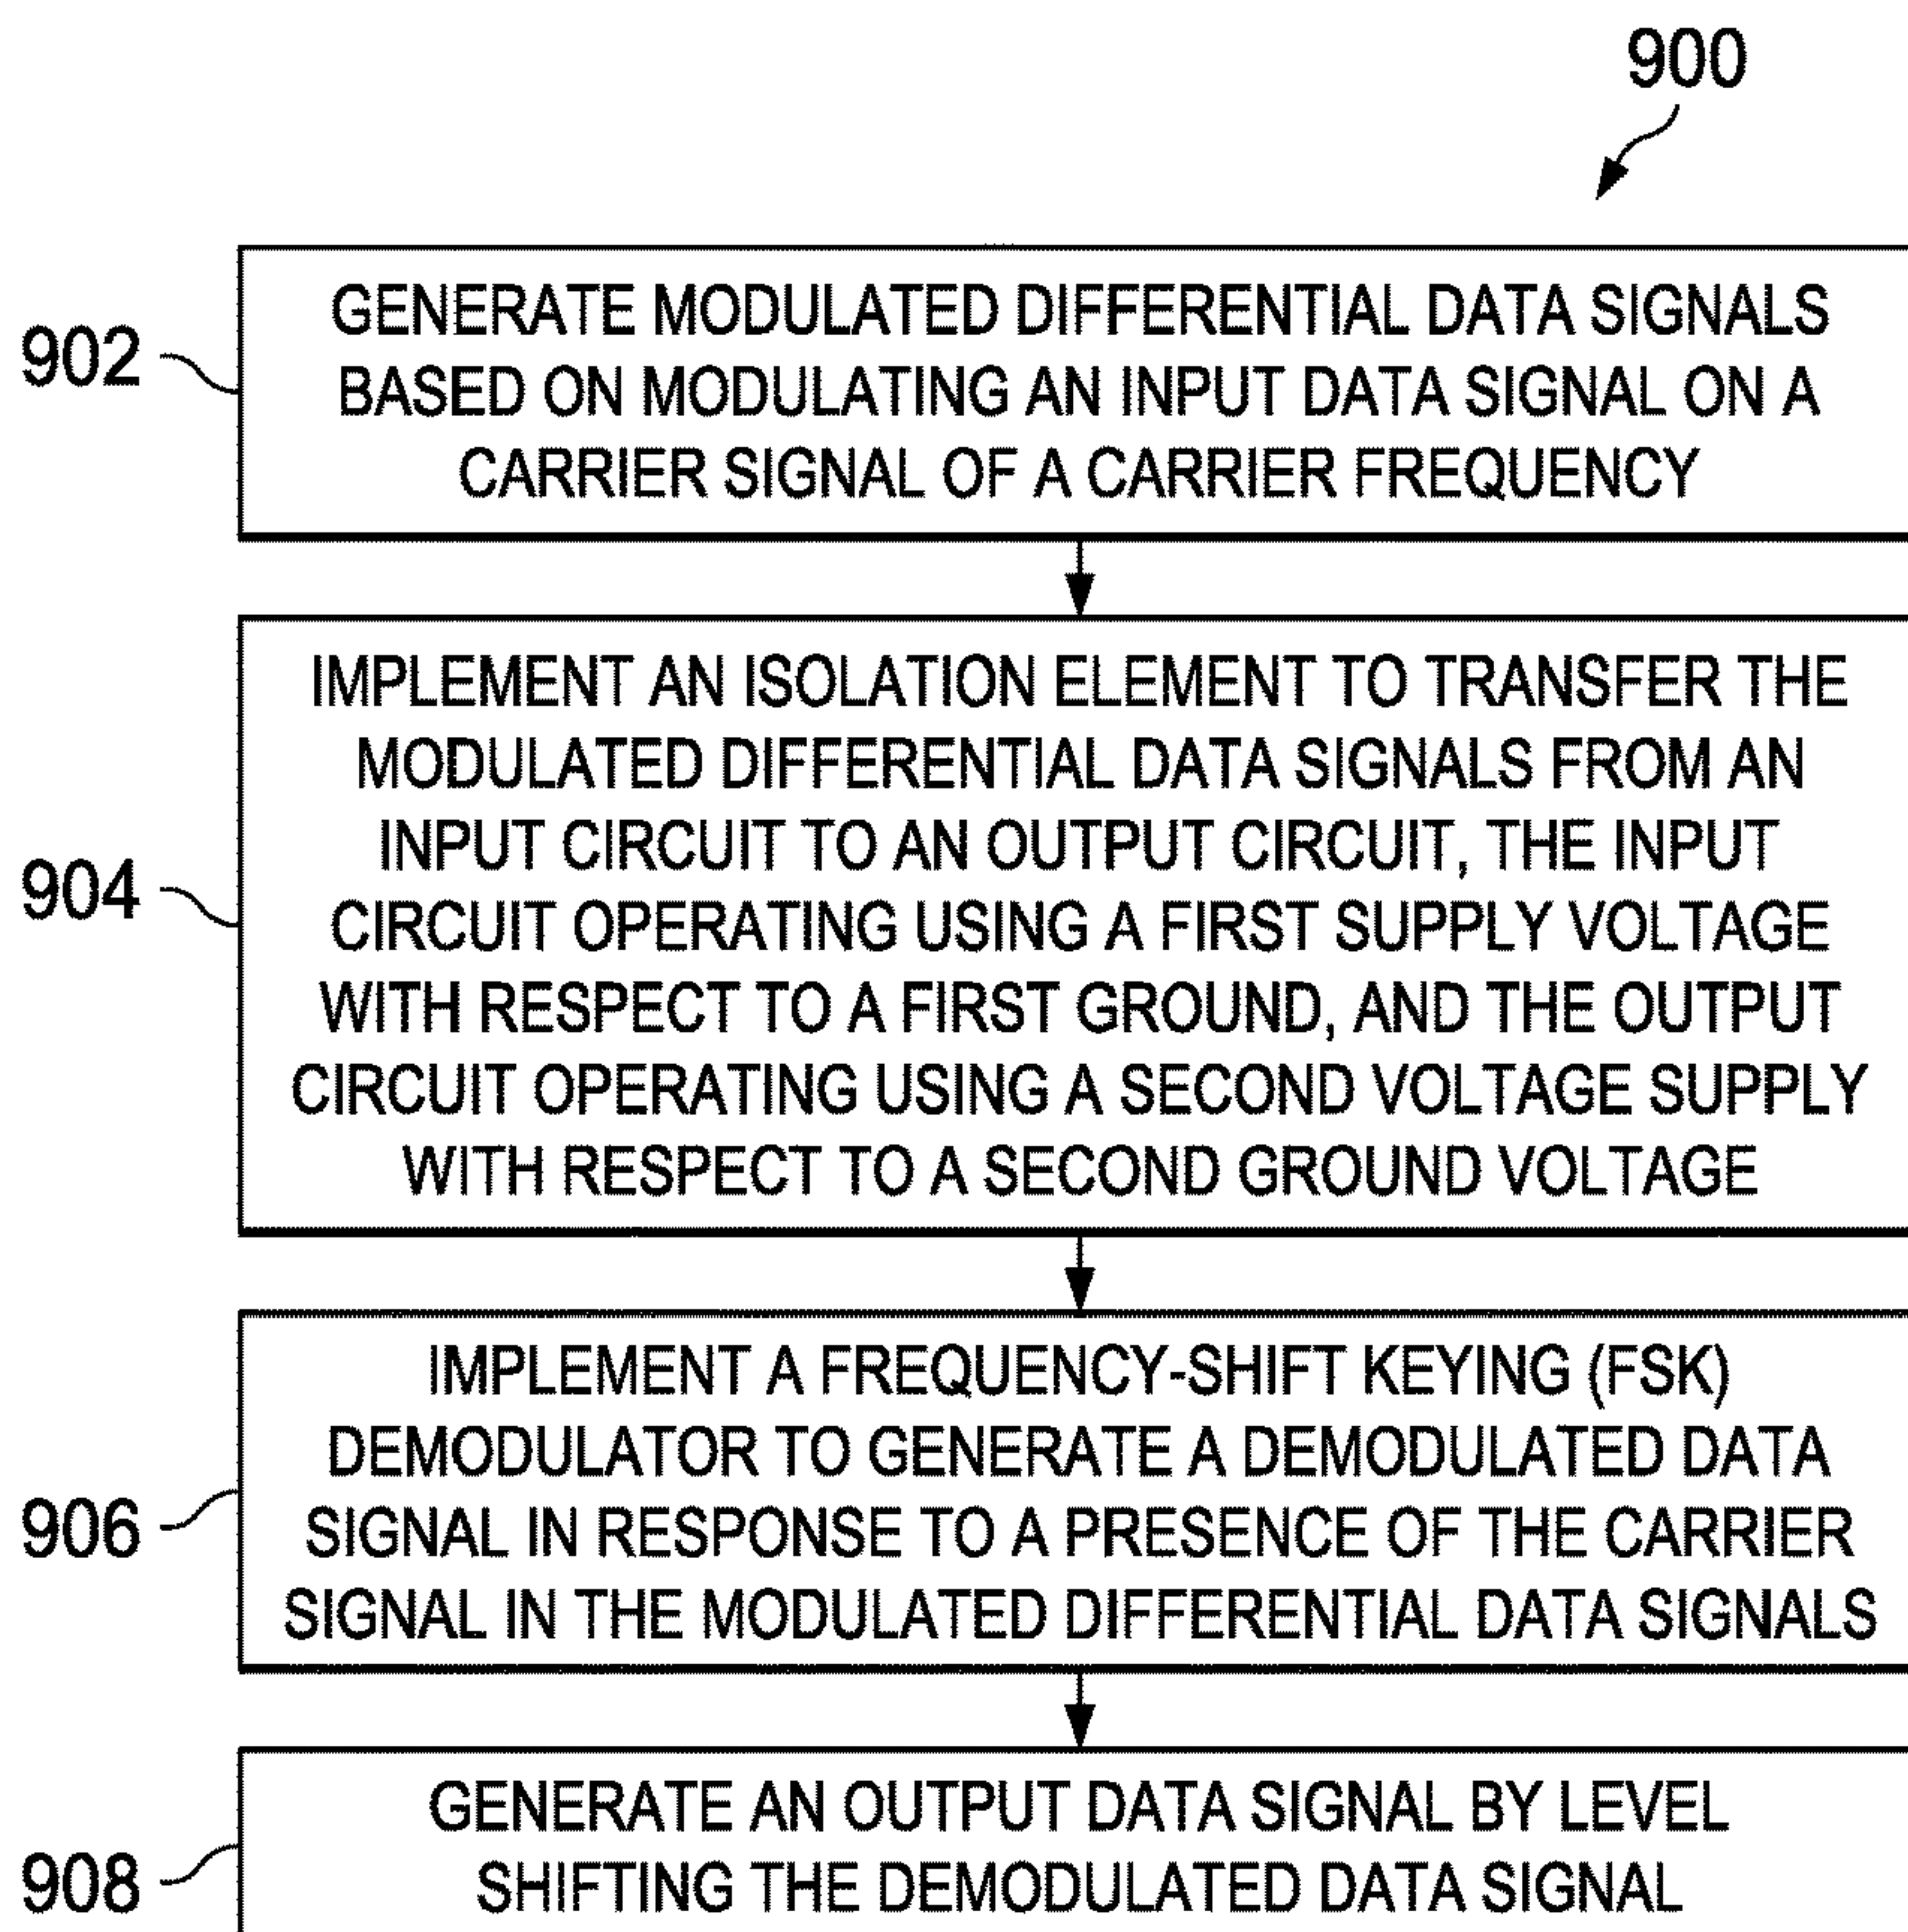 900
902
GENERATE MODULATED DIFFERENTIAL DATA SIGNALS
BASED ON MODULATING AN INPUT DATA SIGNAL ON A
CARRIER SIGNAL OF A CARRIER FREQUENCY
904
IMPLEMENT AN ISOLATION ELEMENT TO TRANSFER THE
MODULATED DIFFERENTIAL DATA SIGNALS FROM AN
INPUT CIRCUIT TO AN OUTPUT CIRCUIT, THE INPUT
CIRCUIT OPERATING USING A FIRST SUPPLY VOLTAGE
WITH RESPECT TO A FIRST GROUND, AND THE OUTPUT
CIRCUIT OPERATING USING A SECOND VOLTAGE SUPPLY
WITH RESPECT TO A SECOND GROUND VOLTAGE
906
IMPLEMENT A FREQUENCY-SHIFT KEYING (FSK)
DEMODULATOR TO GENERATE A DEMODULATED DATA
SIGNAL IN RESPONSE TO A PRESENCE OF THE CARRIER
SIGNAL IN THE MODULATED DIFFERENTIAL DATA SIGNALS
908
GENERATE AN OUTPUT DATA SIGNAL BY LEVEL
SHIFTING THE DEMODULATED DATA SIGNAL